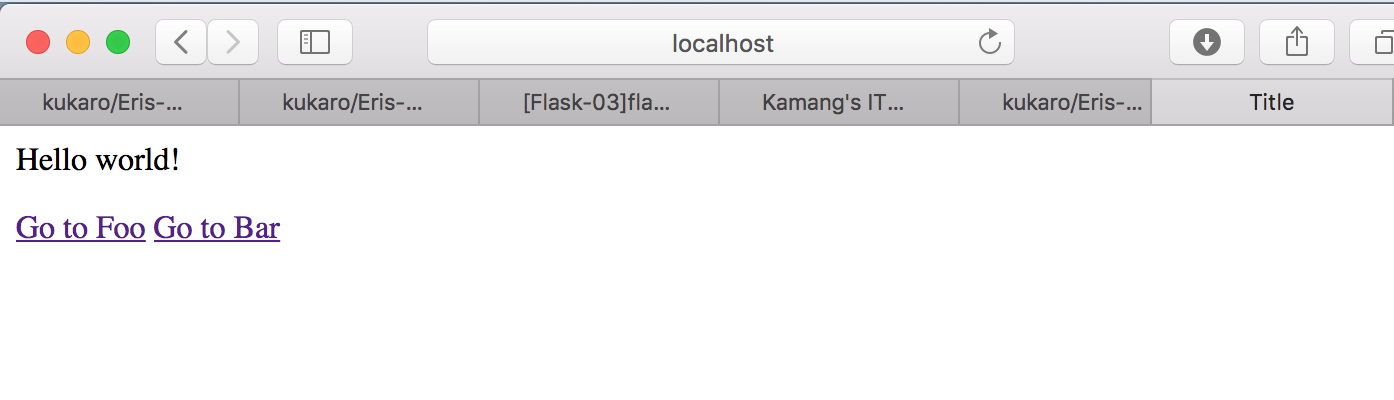 localhost
kukaro/Eris-... kukaro/Eris-... [Flask-03]fla... Kamang's IT... kukaro/Eris-... Title
Hello world!
Go to Foo Go to Bar